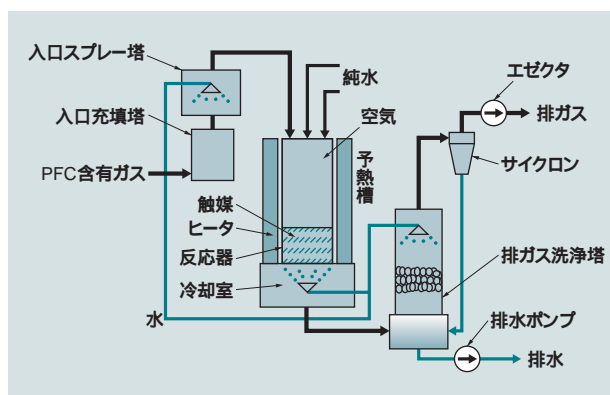 入口スプレー塔
入口充填塔
PFC含有ガス
純水
空気
予熱槽
触媒
ヒータ
反応器
冷却室
水
エゼクタ
排ガス
サイクロン
排ガス洗浄塔
排水ポンプ
排水